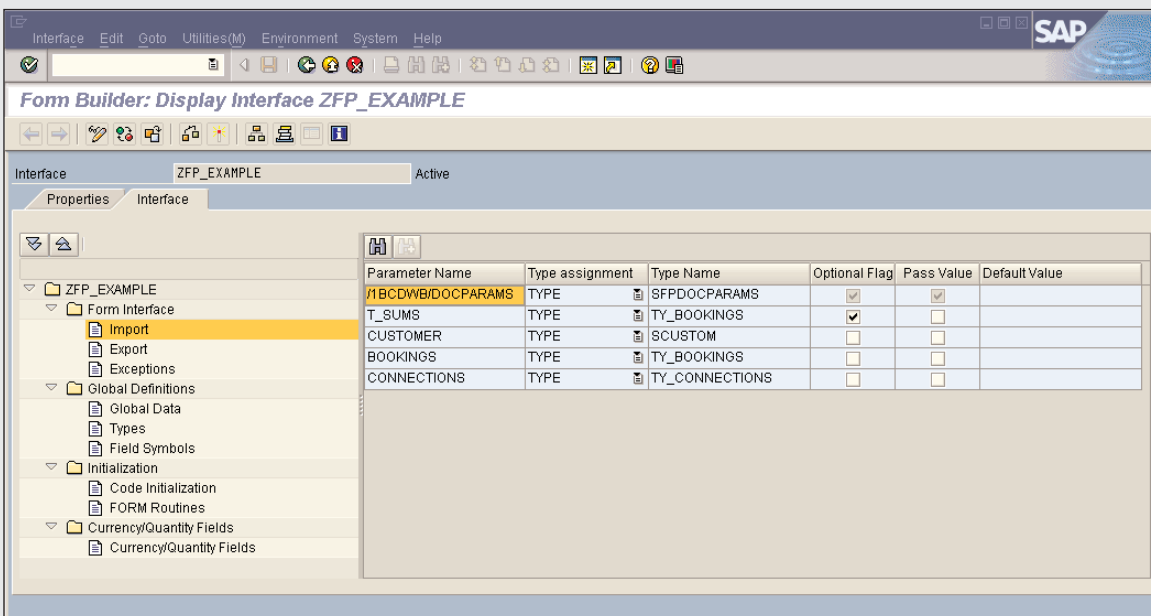 Interface Edit Goto Utilities(M) Environment System Help
SAP
Form Builder: Display Interface ZFP_EXAMPLE
Interface ZFP_EXAMPLE Active
Properties Interface
Parameter Name Type assignment Type Name Optional Flag Pass Value Default Value
/1BCDWB/DOCPARAMS TYPE SFPDOCPARAMS
T_SUMS TYPE TY_BOOKINGS
CUSTOMER TYPE SCUSTOM
BOOKINGS TYPE TY_BOOKINGS
CONNECTIONS TYPE TY_CONNECTIONS
ZFP_EXAMPLE
Form Interface
Import
Export
Exceptions
Global Definitions
Global Data
Types
Field Symbols
Initialization
Code Initialization
FORM Routines
Currency/Quantity Fields
Currency/Quantity Fields